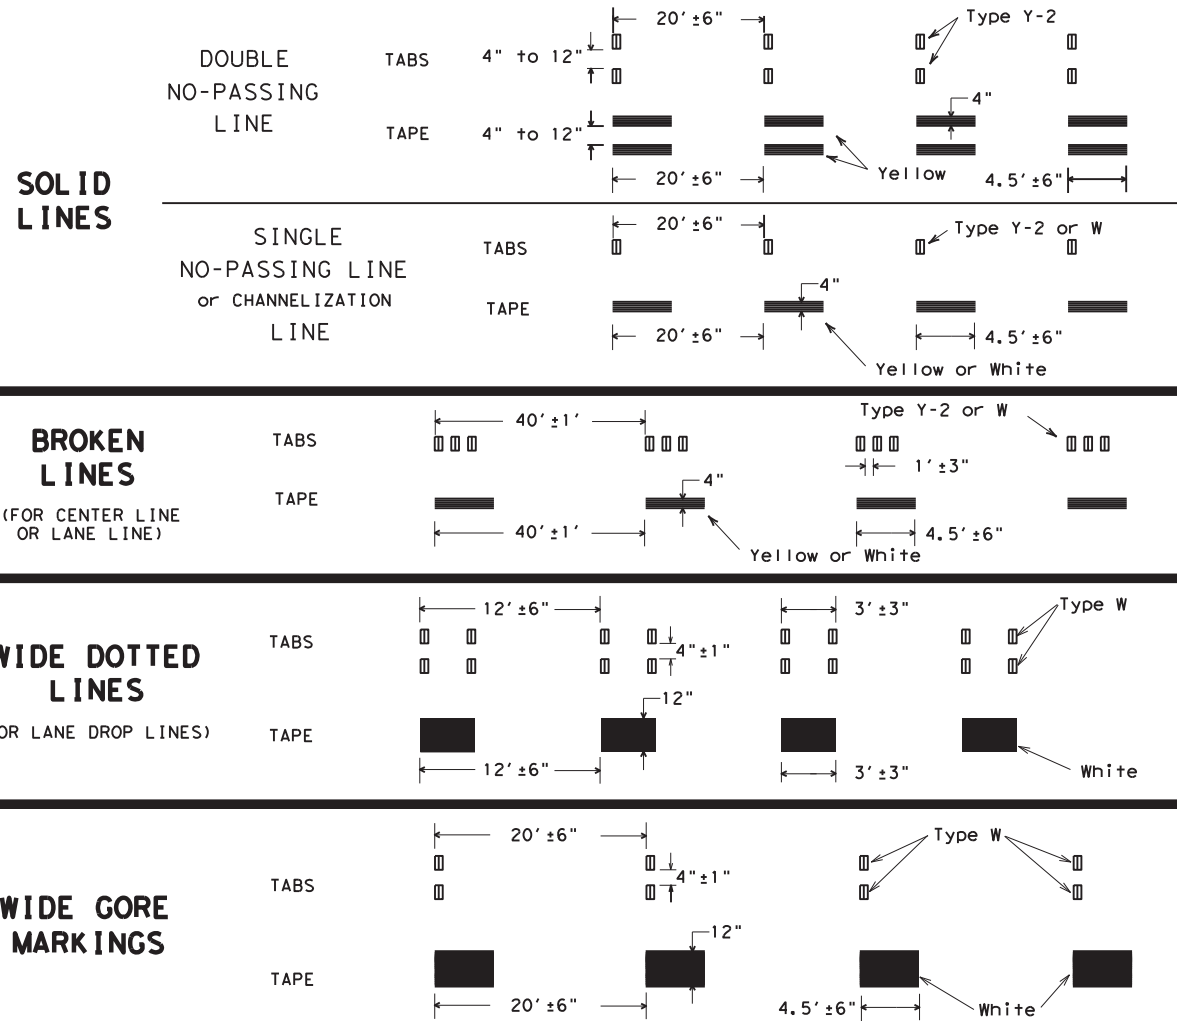 SOLID
LINES
DOUBLE
NO-PASSING
LINE
TABS
20'±6"
4" to 12"
Type Y-2
TAPE
4" to 12"
4"
Yellow
20'±6"
4.5'±6"
SINGLE
NO-PASSING LINE
or CHANNELIZATION
LINE
TABS
20'±6"
Type Y-2 or W
TAPE
4"
20'±6"
4.5'±6"
Yellow or White
BROKEN
LINES
(FOR CENTER LINE
OR LANE LINE)
TABS
40'±1'
Type Y-2 or W
1'±3"
TAPE
4"
40'±1'
4.5'±6"
Yellow or White
WIDE DOTTED
LINES
OR LANE DROP LINES)
TABS
12'±6"
3'±3"
Type W
4"±1"
TAPE
12"
12'±6"
3'±3"
White
WIDE GORE
MARKINGS
TABS
20'±6"
Type W
4"±1"
TAPE
12"
20'±6"
4.5'±6"
White